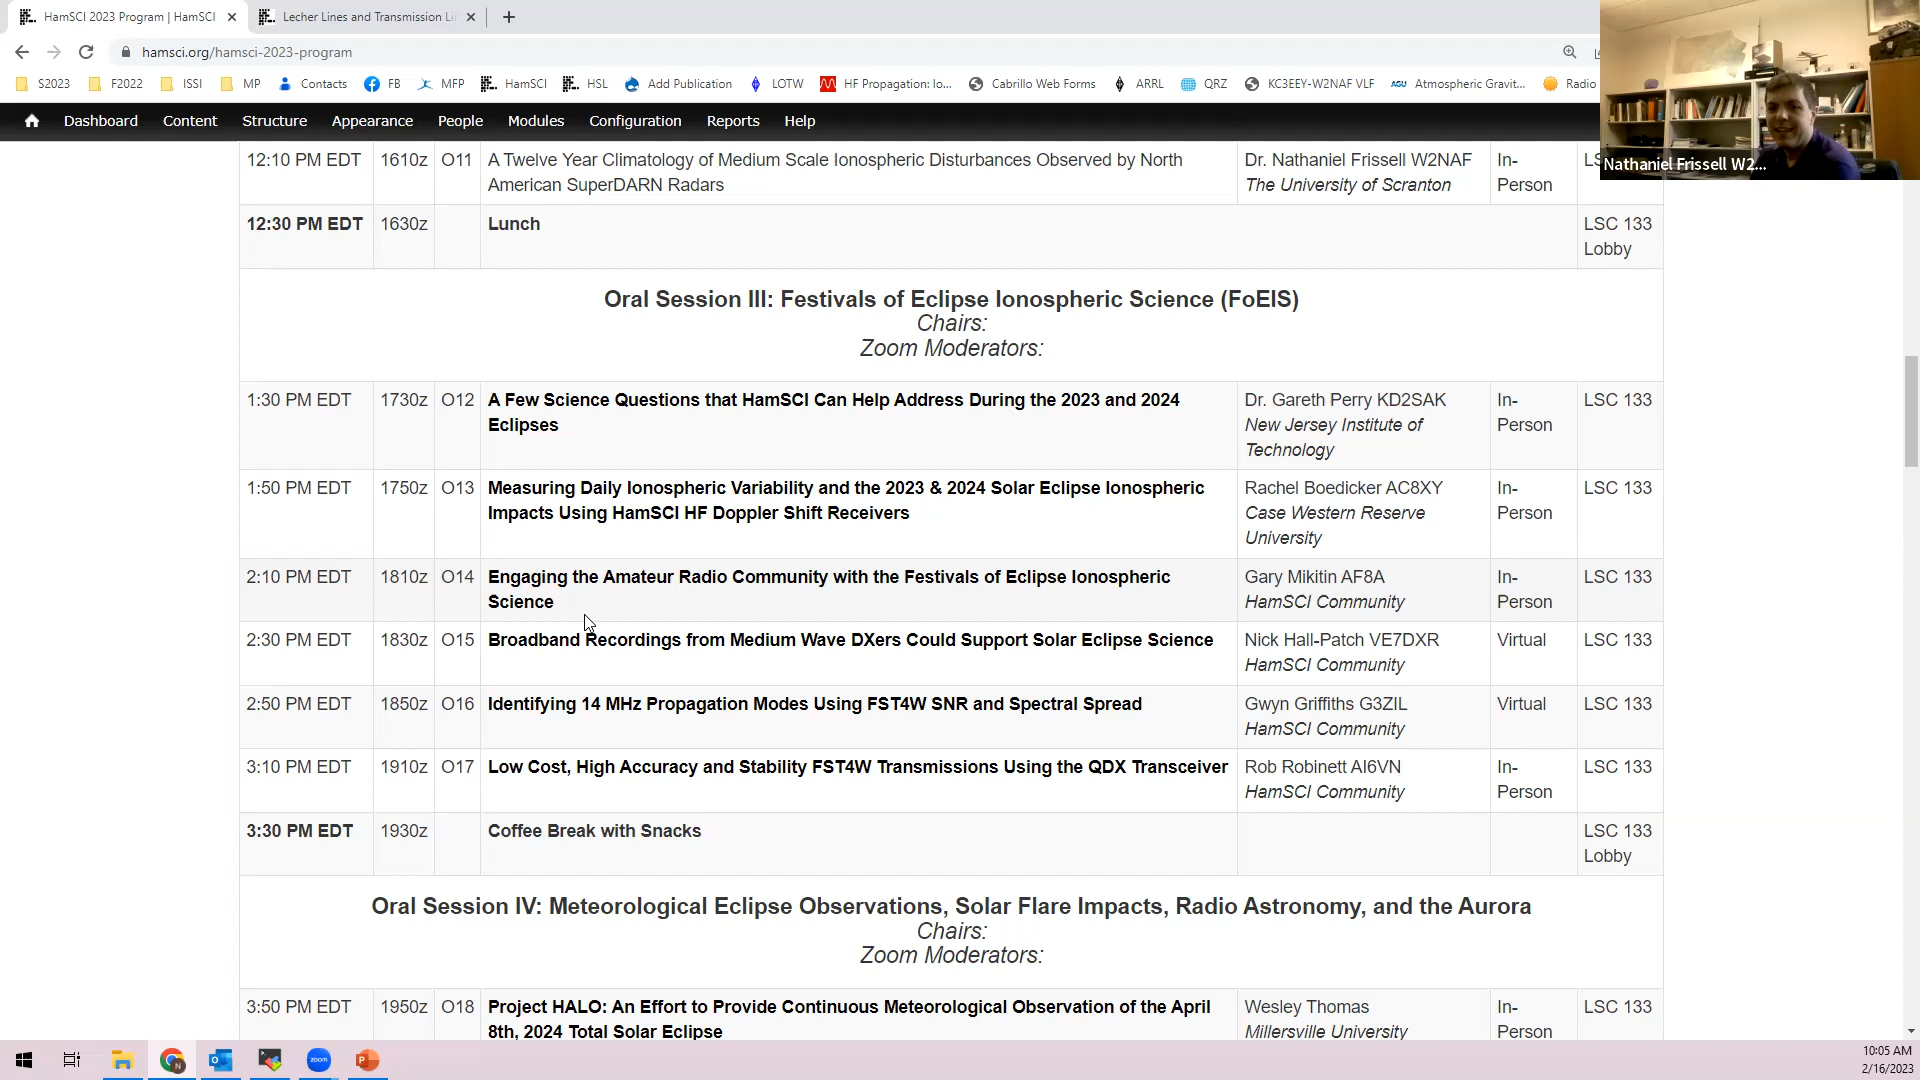 HamSCI 2023 Program | HamSCI
Lecher Lines and Transmission Li
hamsci.org/hamsci-2023-program
S2023 F2022 ISSI MP Contacts FB MFP HamSCI HSL Add Publication LOTW HF Propagation: Io... Cabrillo Web Forms ARRL QRZ KC3EEY-W2NAF VLF AGU Atmospheric Gravit... Radio
Dashboard Content Structure Appearance People Modules Configuration Reports Help
Nathaniel Frissell W2...
12:10 PM EDT 1610z O11 A Twelve Year Climatology of Medium Scale Ionospheric Disturbances Observed by North Dr. Nathaniel Frissell W2NAF In- LS
American SuperDARN Radars The University of Scranton Person
12:30 PM EDT 1630z Lunch LSC 133
Lobby
Oral Session III: Festivals of Eclipse Ionospheric Science (FoEIS)
Chairs:
Zoom Moderators:
1:30 PM EDT 1730z O12 A Few Science Questions that HamSCI Can Help Address During the 2023 and 2024 Dr. Gareth Perry KD2SAK In- LSC 133
Eclipses New Jersey Institute of Person
Technology
1:50 PM EDT 1750z O13 Measuring Daily Ionospheric Variability and the 2023 & 2024 Solar Eclipse Ionospheric Rachel Boedicker AC8XY In- LSC 133
Impacts Using HamSCI HF Doppler Shift Receivers Case Western Reserve Person
University
2:10 PM EDT 1810z O14 Engaging the Amateur Radio Community with the Festivals of Eclipse Ionospheric Gary Mikitin AF8A In- LSC 133
Science HamSCI Community Person
2:30 PM EDT 1830z O15 Broadband Recordings from Medium Wave DXers Could Support Solar Eclipse Science Nick Hall-Patch VE7DXR Virtual LSC 133
HamSCI Community
2:50 PM EDT 1850z O16 Identifying 14 MHz Propagation Modes Using FST4W SNR and Spectral Spread Gwyn Griffiths G3ZIL Virtual LSC 133
HamSCI Community
3:10 PM EDT 1910z O17 Low Cost, High Accuracy and Stability FST4W Transmissions Using the QDX Transceiver Rob Robinett AI6VN In- LSC 133
HamSCI Community Person
3:30 PM EDT 1930z Coffee Break with Snacks LSC 133
Lobby
Oral Session IV: Meteorological Eclipse Observations, Solar Flare Impacts, Radio Astronomy, and the Aurora
Chairs:
Zoom Moderators:
3:50 PM EDT 1950z O18 Project HALO: An Effort to Provide Continuous Meteorological Observation of the April Wesley Thomas In- LSC 133
8th, 2024 Total Solar Eclipse Millersville University Person
zoom
10:05 AM
2/16/2023